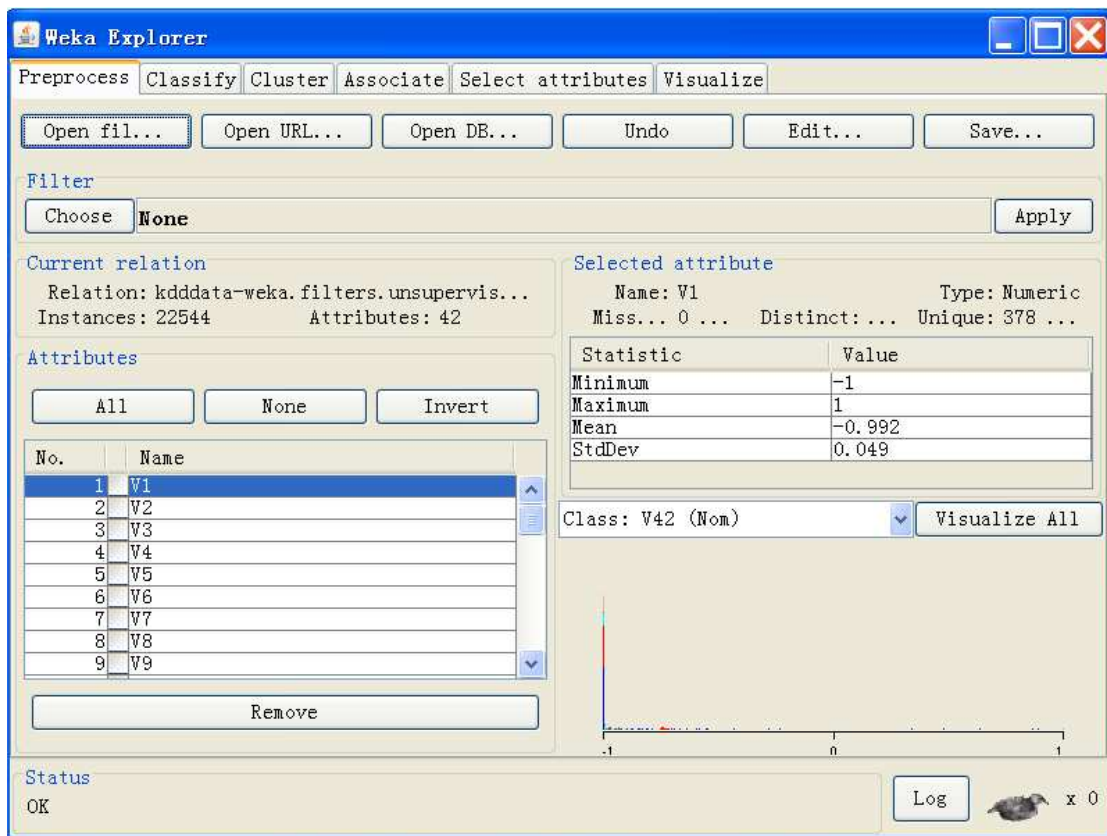 Weka Explorer
Preprocess Classify Cluster Associate Select attributes Visualize
Open fil... Open URL... Open DB... Undo Edit... Save...
Filter
Choose None Apply
Current relation
Relation: kdddata-weka.filters.unsupervis...
Instances: 22544 Attributes: 42
Selected attribute
Name: V1 Type: Numeric
Miss... 0 ... Distinct: ... Unique: 378 ...
Statistic Value
Minimum -1
Maximum 1
Mean -0.992
StdDev 0.049
Attributes
All None Invert
No. Name
1 V1
2 V2
3 V3
4 V4
5 V5
6 V6
7 V7
8 V8
9 V9
Remove
Class: V42 (Nom) Visualize All
-1 0 1
Status
OK
Log x 0